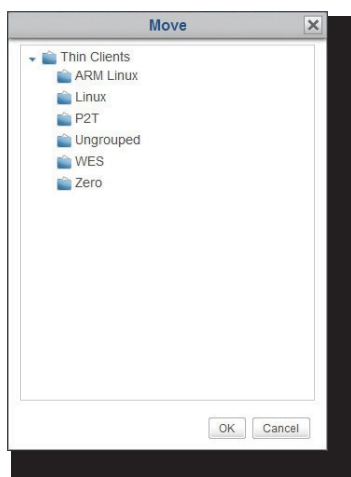 Move
Thin Clients
ARM Linux
Linux
P2T
Ungrouped
WES
Zero
OK Cancel